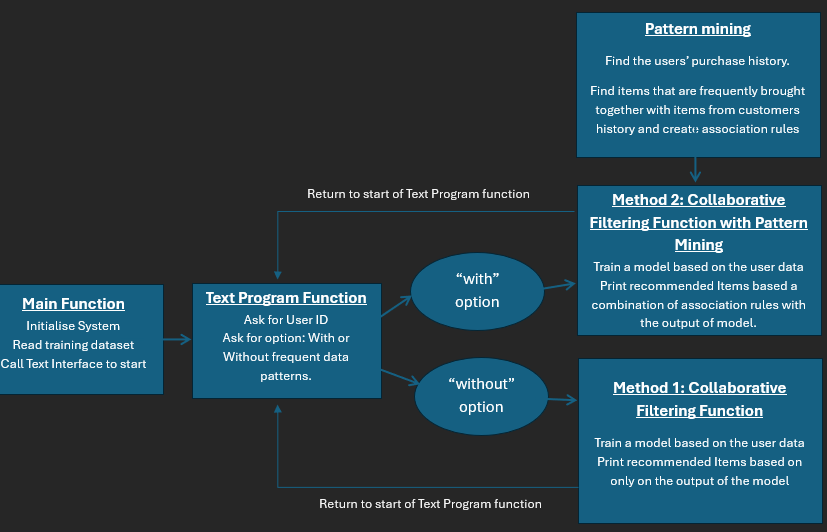 Pattern mining
Find the users' purchase history.
Find items that are frequently brought
together with items from customers
history and create association rules
Return to start of Text Program function
Method 2: Collaborative
Filtering Function with Pattern
Mining
Train a model based on the user data
Print recommended Items based a
combination of association rules with
the output of model.
"with"
option
Main Function
Initialise System
Read training dataset
Call Text Interface to start
Text Program Function
Ask for User ID
Ask for option: With or
Without frequent data
patterns.
"without"
option
Method 1: Collaborative
Filtering Function
Train a model based on the user data
Print recommended Items based on
only on the output of the model
Return to start of Text Program function